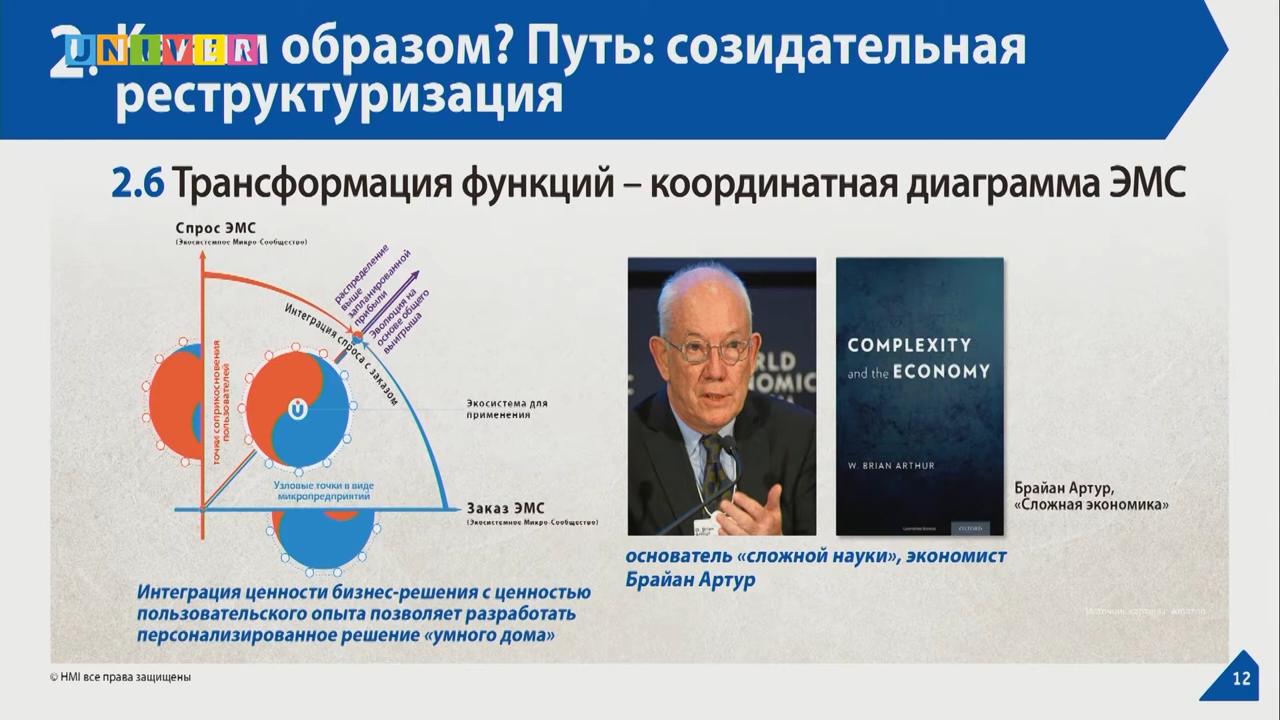 2. Каким образом? Путь: созидательная
реструктуризация
UNIVER
2.6 Трансформация функций – координатная диаграмма ЭМС
Спрос ЭМС
(Экосистемное Микро-Сообщество)
распределение
выше
запланированной
прибыли
Эволюция на
основе общего
выигрыша
Интеграция спроса с заказом
точки соприкосновения
пользователей
Экосистема для
применения
Узловые точки в виде
микропредприятий
Заказ ЭМС
(Экосистемное Микро-Сообщество)
Интеграция ценности бизнес-решения с ценностью
пользовательского опыта позволяет разработать
персонализированное решение «умного дома»
COMPLEXITY
and the ECONOMY
W. BRIAN ARTHUR
OXFORD
Брайан Артур,
«Сложная экономика»
основатель «сложной науки», экономист
Брайан Артур
© HMI все права защищены
12